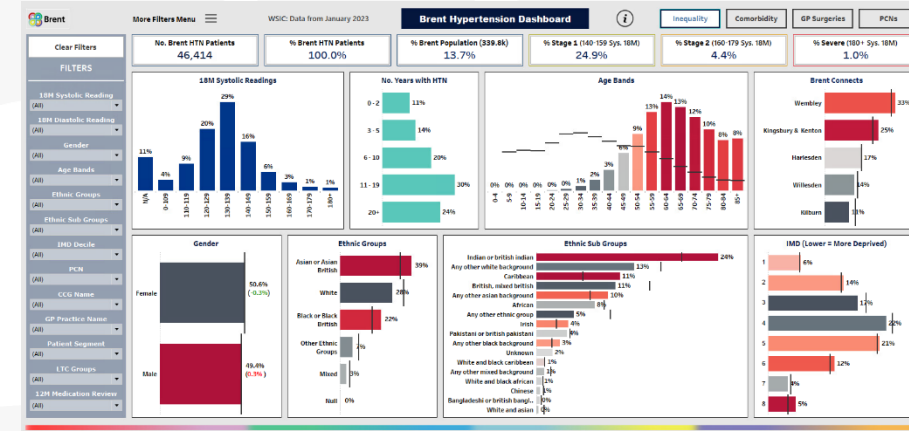 Brent
More Filters Menu
WSIC: Data from January 2023
Brent Hypertension Dashboard
i
Inequality
Comorbidity
GP Surgeries
PCNs
Clear Filters
FILTERS
18M Systolic Reading
(All)
18M Diastolic Reading
(All)
Gender
(All)
Age Bands
(All)
Ethnic Groups
(All)
Ethnic Sub Groups
(All)
IMD Decile
(All)
PCN
(All)
CCG Name
(All)
GP Practice Name
(All)
Patient Segment
(All)
LTC Groups
(All)
12M Medication Review
(All)
No. Brent HTN Patients
46,414
% Brent HTN Patients
100.0%
% Brent Population (339.8k)
13.7%
% Stage 1 (140-159 Sys. 18M)
24.9%
% Stage 2 (160-179 Sys. 18M)
4.4%
% Severe (180+ Sys. 18M)
1.0%
18M Systolic Readings
11%
4%
9%
20%
29%
16%
6%
3%
1%
1%
N/A
0-109
110-119
120-129
130-139
140-149
150-159
160-169
170-179
180+
No. Years with HTN
0 - 2 11%
3 - 5 14%
6 - 10 20%
11 - 19 30%
20+ 24%
Age Bands
0% 0% 0% 0% 0% 0% 1% 2% 3% 6% 9% 13% 14% 13% 12% 10% 8% 8%
0-4
5-9
10-14
15-19
20-24
25-29
30-34
35-39
40-44
45-49
50-54
55-59
60-64
65-69
70-74
75-79
80-84
85+
Brent Connects
Wembley 33%
Kingsbury & Kenton 25%
Harlesden 17%
Willesden 14%
Kilburn 11%
Gender
Female 50.6%
(-0.3%)
Male 49.4%
(0.3%)
Ethnic Groups
Asian or Asian British 39%
White 28%
Black or Black British 22%
Other Ethnic Groups 7%
Mixed 3%
Null 0%
Ethnic Sub Groups
Indian or british indian 24%
Any other white background 13%
Caribbean 11%
British, mixed british 11%
Any other asian background 10%
African 8%
Any other ethnic group 5%
Irish 4%
Pakistani or british pakistani
Any other black background 3%
Unknown 2%
White and black caribbean 1%
Any other mixed background
White and black african 1%
Chinese 1%
Bangladeshi or british bangl.. 0%
White and asian 0%
IMD (Lower = More Deprived)
1 6%
2 14%
3 17%
4 22%
5 21%
6 12%
7 4%
8 5%